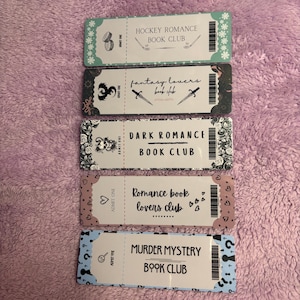 HOCKEY ROMANCE
BOOK CLUB
fantasy lovers
book club
DARK ROMANCE
BOOK CLUB
Romance book
lovers club
MURDER MYSTERY
BOOK CLUB